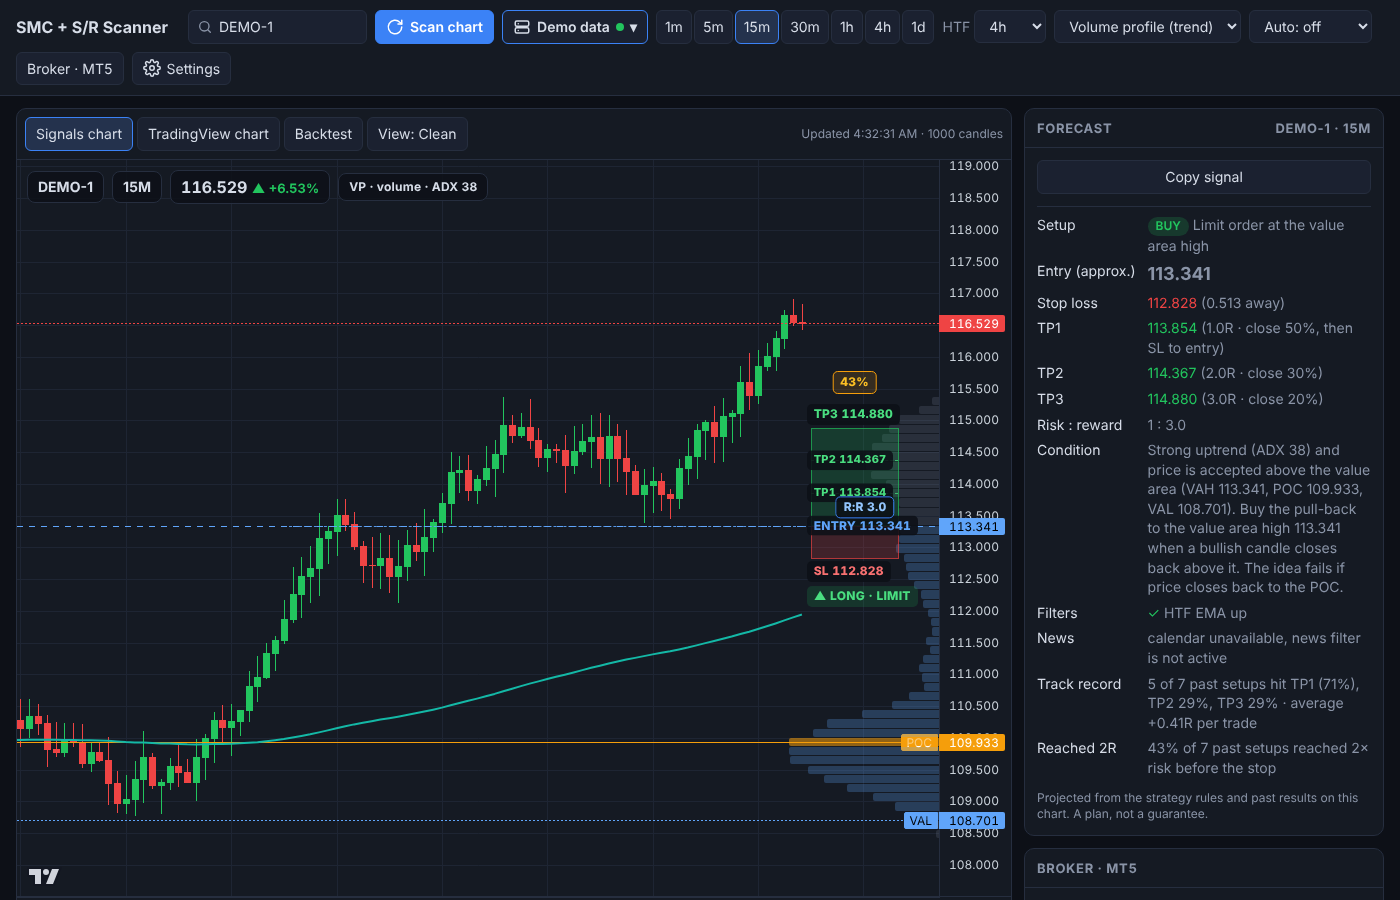 SMC + S/R Scanner
DEMO-1
Scan chart
Demo data ▾
1m 5m 15m 30m 1h 4h 1d
HTF 4h
Volume profile (trend)
Auto: off
Broker · MT5
Settings
Signals chart
TradingView chart
Backtest
View: Clean
Updated 4:32:31 AM · 1000 candles
DEMO-1
15M
116.529 ▲ +6.53%
VP · volume · ADX 38
119.000
118.500
118.000
117.500
117.000
116.529
116.000
115.500
115.000
114.500
114.000
113.500
113.341
113.000
112.500
112.000
111.500
111.000
110.500
POC 109.933
109.500
109.000
VAL 108.701
108.500
108.000
43%
TP3 114.880
TP2 114.367
TP1 113.854
R:R 3.0
ENTRY 113.341
SL 112.828
▲ LONG · LIMIT
FORECAST
DEMO-1 · 15M
Copy signal
Setup BUY Limit order at the value
area high
Entry (approx.) 113.341
Stop loss 112.828 (0.513 away)
TP1 113.854 (1.0R · close 50%, then
SL to entry)
TP2 114.367 (2.0R · close 30%)
TP3 114.880 (3.0R · close 20%)
Risk : reward 1 : 3.0
Condition Strong uptrend (ADX 38) and
price is accepted above the value
area (VAH 113.341, POC 109.933,
VAL 108.701). Buy the pull-back
to the value area high 113.341
when a bullish candle closes
back above it. The idea fails if
price closes back to the POC.
Filters ✓ HTF EMA up
News calendar unavailable, news filter
is not active
Track record 5 of 7 past setups hit TP1 (71%),
TP2 29%, TP3 29% · average
+0.41R per trade
Reached 2R 43% of 7 past setups reached 2×
risk before the stop
Projected from the strategy rules and past results on this
chart. A plan, not a guarantee.
BROKER · MT5